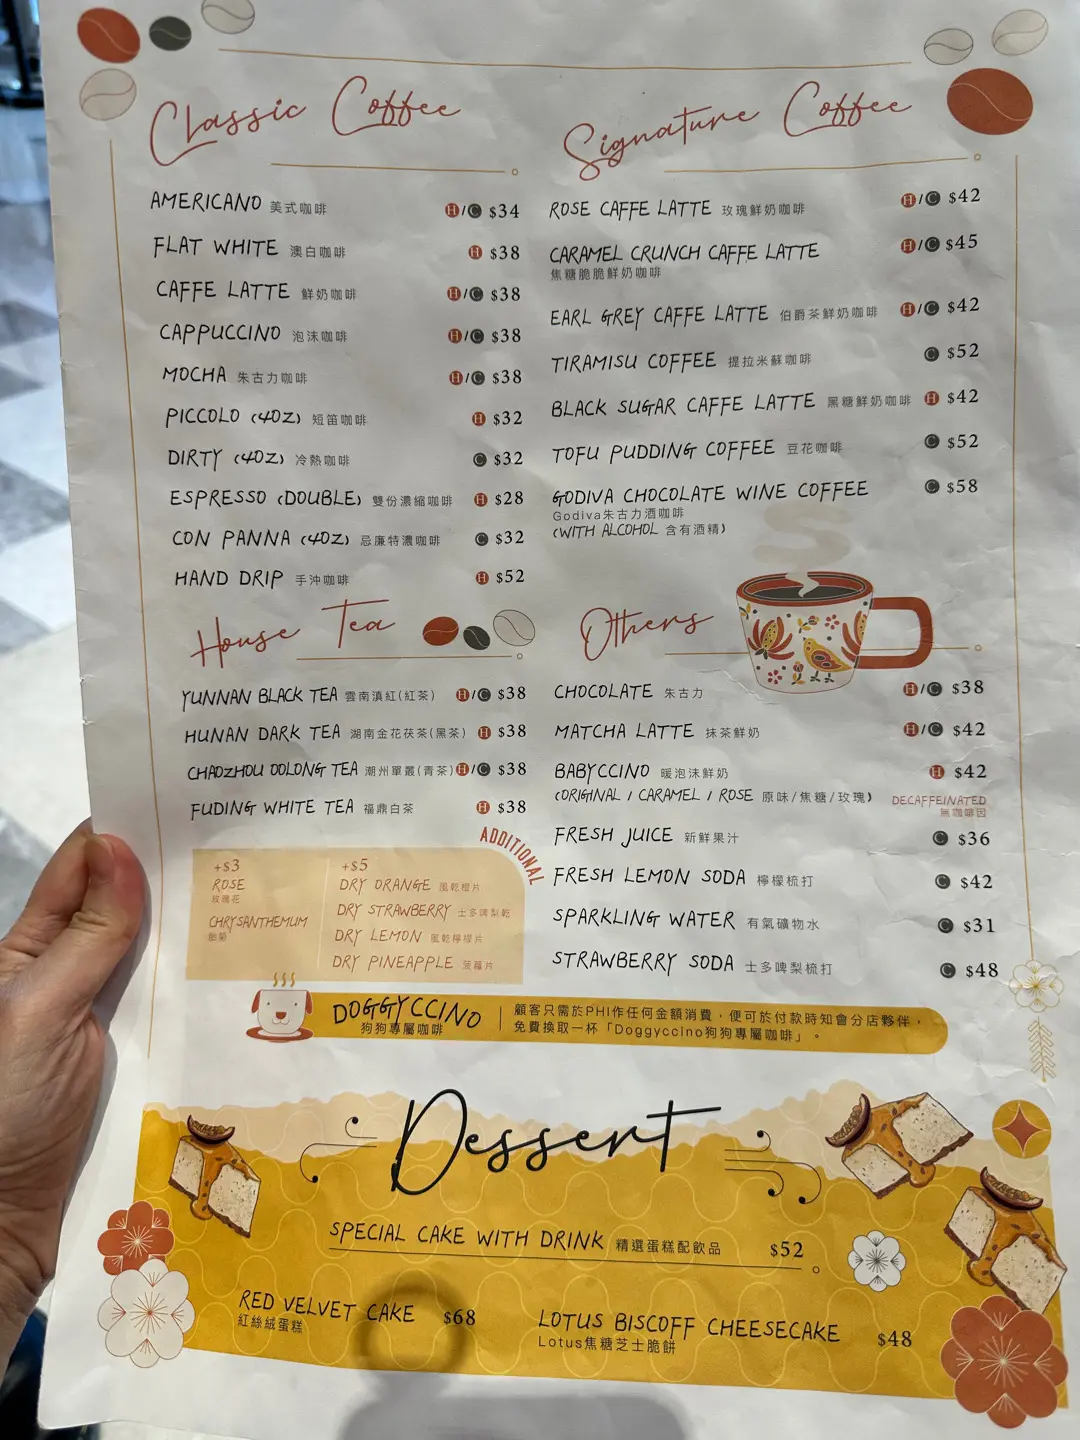 Classic Coffee
AMERICANO 美式咖啡 H/C $34
FLAT WHITE 澳白咖啡 H $38
CAFFE LATTE 鮮奶咖啡 H/C $38
CAPPUCCINO 泡沫咖啡 H/C $38
MOCHA 朱古力咖啡 H/C $38
PICCOLO (4OZ) 短笛咖啡 H $32
DIRTY (4OZ) 冷熱咖啡 C $32
ESPRESSO (DOUBLE) 雙份濃縮咖啡 H $28
CON PANNA (4OZ) 忌廉特濃咖啡 C $32
HAND DRIP 手沖咖啡 H $52
Signature Coffee
ROSE CAFFE LATTE 玫瑰鮮奶咖啡 H/C $42
CARAMEL CRUNCH CAFFE LATTE H/C $45
焦糖脆脆鮮奶咖啡
EARL GREY CAFFE LATTE 伯爵茶鮮奶咖啡 H/C $42
TIRAMISU COFFEE 提拉米蘇咖啡 C $52
BLACK SUGAR CAFFE LATTE 黑糖鮮奶咖啡 H $42
TOFU PUDDING COFFEE 豆花咖啡 C $52
GODIVA CHOCOLATE WINE COFFEE C $58
Godiva朱古力酒咖啡
(WITH ALCOHOL 含有酒精)
House Tea
YUNNAN BLACK TEA 雲南滇紅(紅茶) H/C $38
HUNAN DARK TEA 湖南金花茯茶(黑茶) H $38
CHAOZHOU OOLONG TEA 潮州單叢(青茶) H/C $38
FUDING WHITE TEA 福鼎白茶 H $38
ADDITIONAL
+$3
ROSE
玫瑰花
CHRYSANTHEMUM
胎菊
+$5
DRY ORANGE 風乾橙片
DRY STRAWBERRY 士多啤梨乾
DRY LEMON 風乾檸檬片
DRY PINEAPPLE 菠蘿片
Others
CHOCOLATE 朱古力 H/C $38
MATCHA LATTE 抹茶鮮奶 H/C $42
BABYCCINO 暖泡沫鮮奶 H $42
(ORIGINAL / CARAMEL / ROSE 原味/焦糖/玫瑰) DECAFFEINATED
無咖啡因
FRESH JUICE 新鮮果汁 C $36
FRESH LEMON SODA 檸檬梳打 C $42
SPARKLING WATER 有氣礦物水 C $31
STRAWBERRY SODA 士多啤梨梳打 C $48
DOGGYCCINO
狗狗專屬咖啡
顧客只需於PHI作任何金額消費，便可於付款時知會分店夥伴，
免費換取一杯「Doggyccino狗狗專屬咖啡」。
Dessert
SPECIAL CAKE WITH DRINK 精選蛋糕配飲品 $52
RED VELVET CAKE $68
紅絲絨蛋糕
LOTUS BISCOFF CHEESECAKE $48
Lotus焦糖芝士脆餅